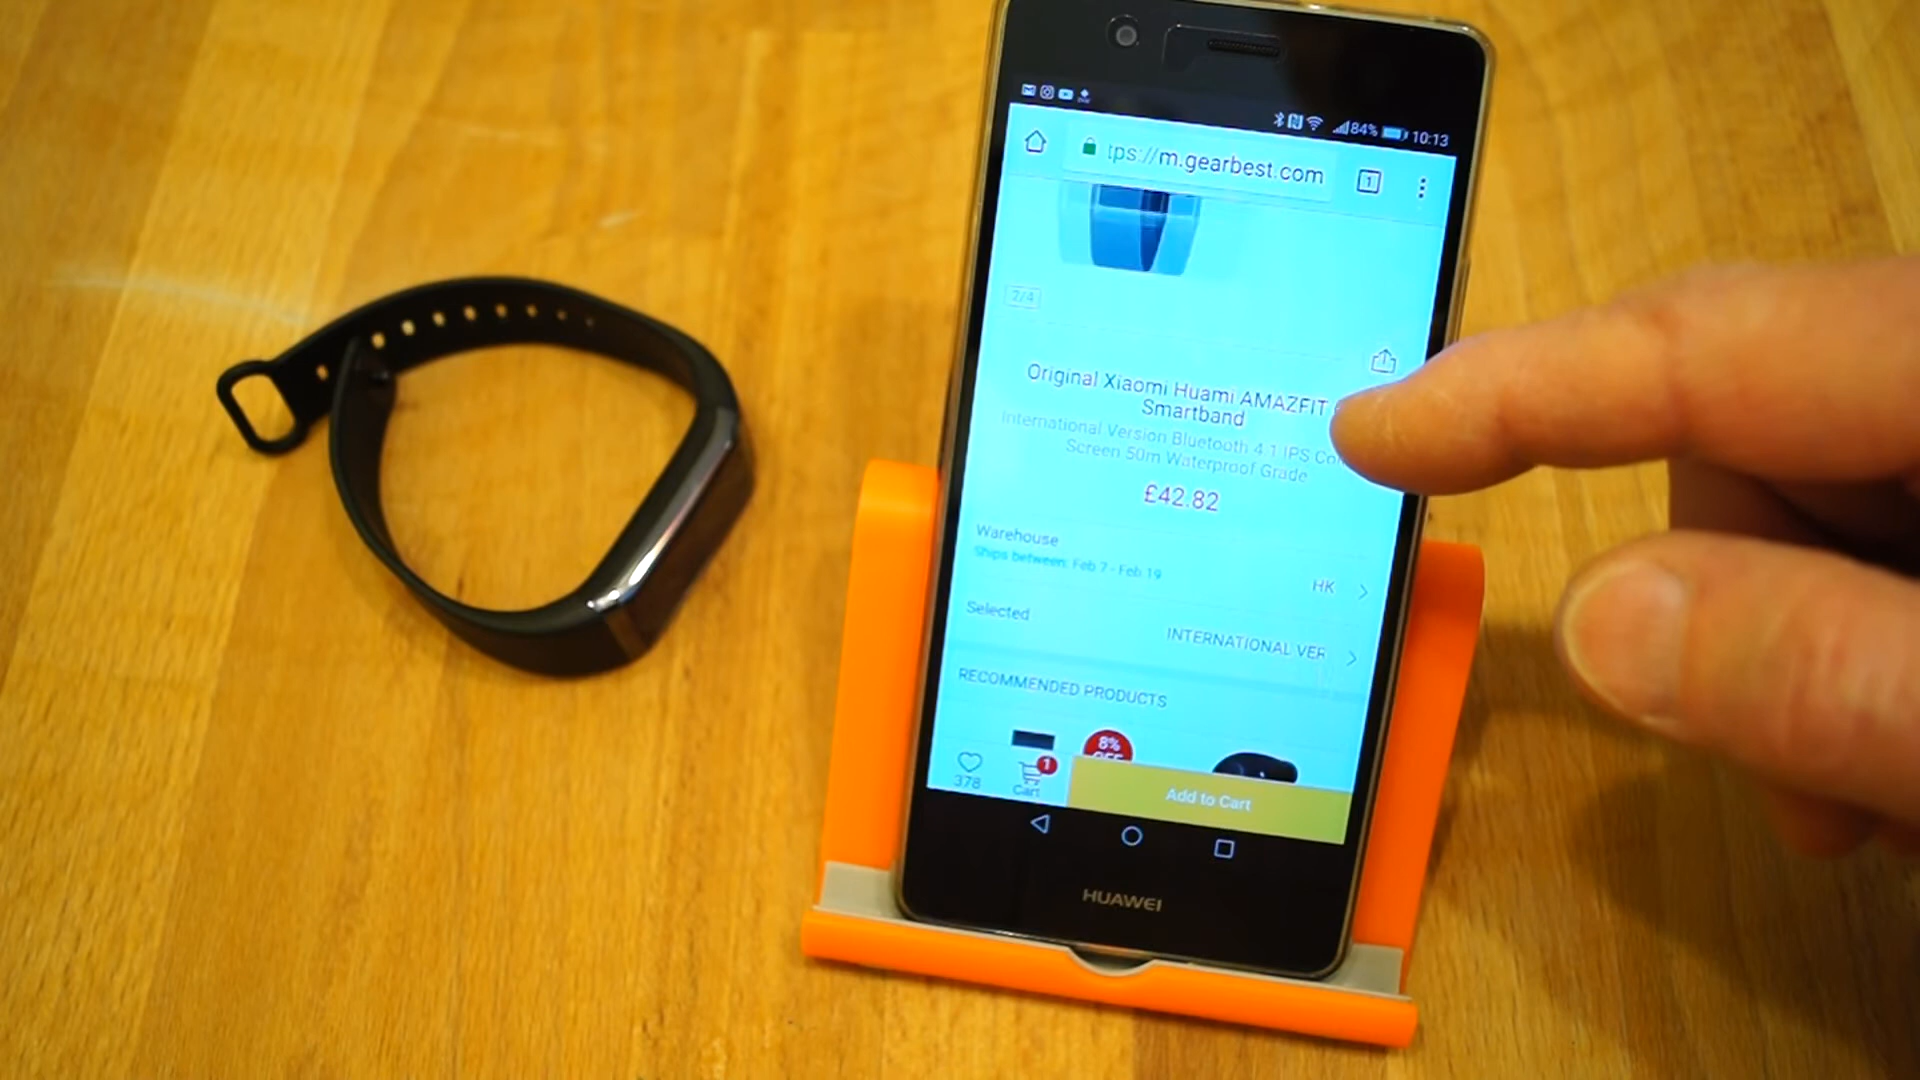 84% 10:13
tps://m.gearbest.com
1
2/4
Original Xiaomi Huami AMAZFIT
Smartband
International Version Bluetooth 4.1 IPS
Screen 50m Waterproof Grade
£42.82
Warehouse
Ships between: Feb 7 - Feb 19
HK
Selected
INTERNATIONAL VER
RECOMMENDED PRODUCTS
8%
OFF
378
1
Cart
Add to Cart
HUAWEI